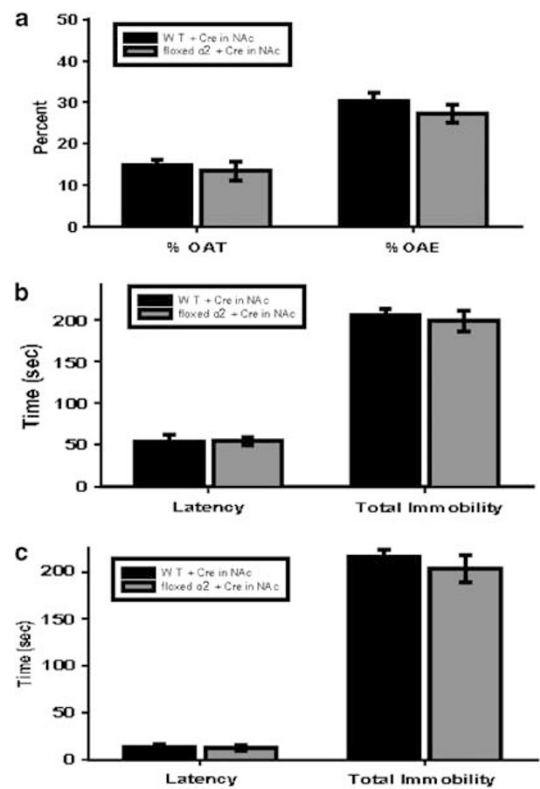 a
50
40
30
20
10
0
Percent
W T + Cre in NAc
floxed α2 + Cre in NAc
% OAT
% OAE
b
200
150
100
50
0
Time (sec)
W T + Cre in NAc
floxed α2 + Cre in NAc
Latency
Total Immobility
c
200
150
100
50
0
Time (sec)
W T + Cre in NAc
floxed α2 + Cre in NAc
Latency
Total Immobility